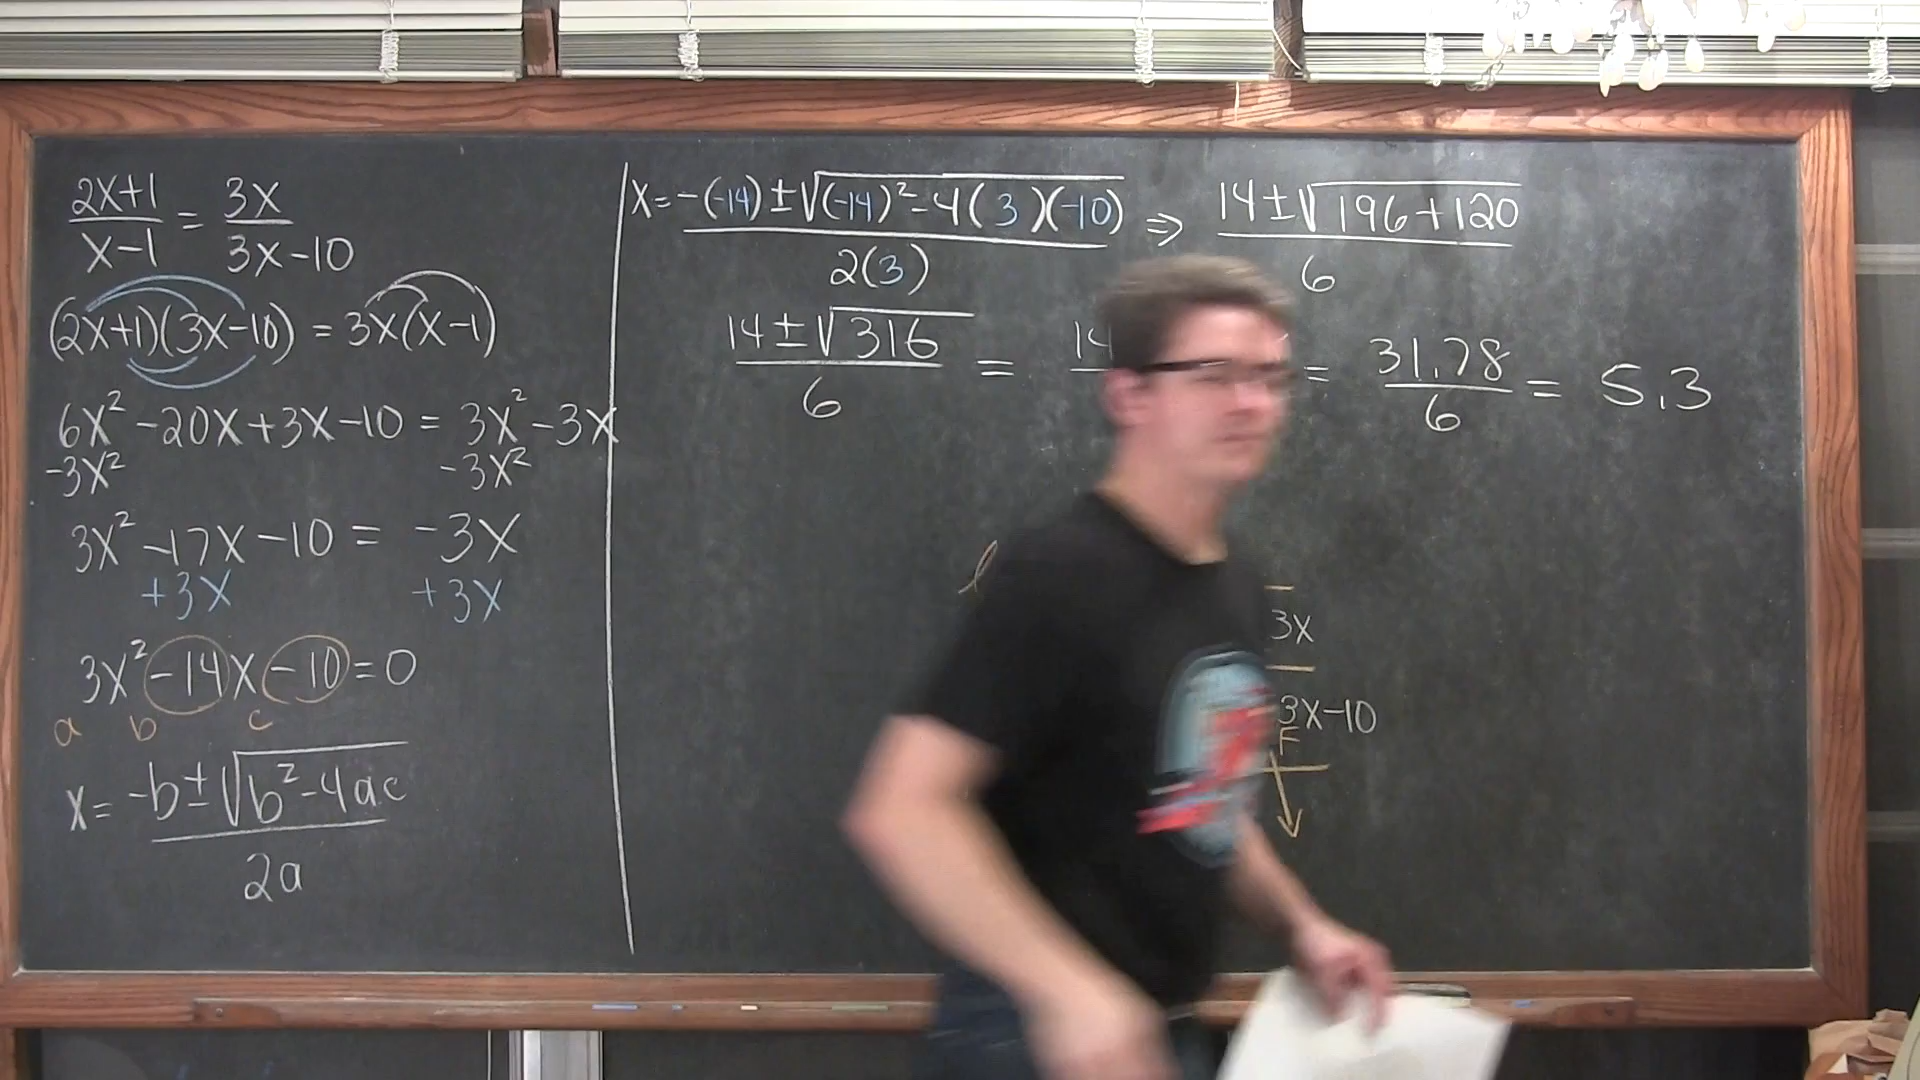 2x+1/x-1 = 3x/3x-10
(2x+1)(3x-10) = 3x(x-1)
6x² -20x +3x -10 = 3x² -3x
-3x² -3x²
3x² -17x -10 = -3x
+3x +3x
3x² -14x -10 = 0
a b c
x = -b ± √b² - 4ac
2a
x = -(-14) ± √(-14)² - 4(3)(-10) ⇒ 14 ± √196 + 120
2(3) 6
14 ± √316 = 14 = 31.78 = 5.3
6 6
3x
3x-10
F